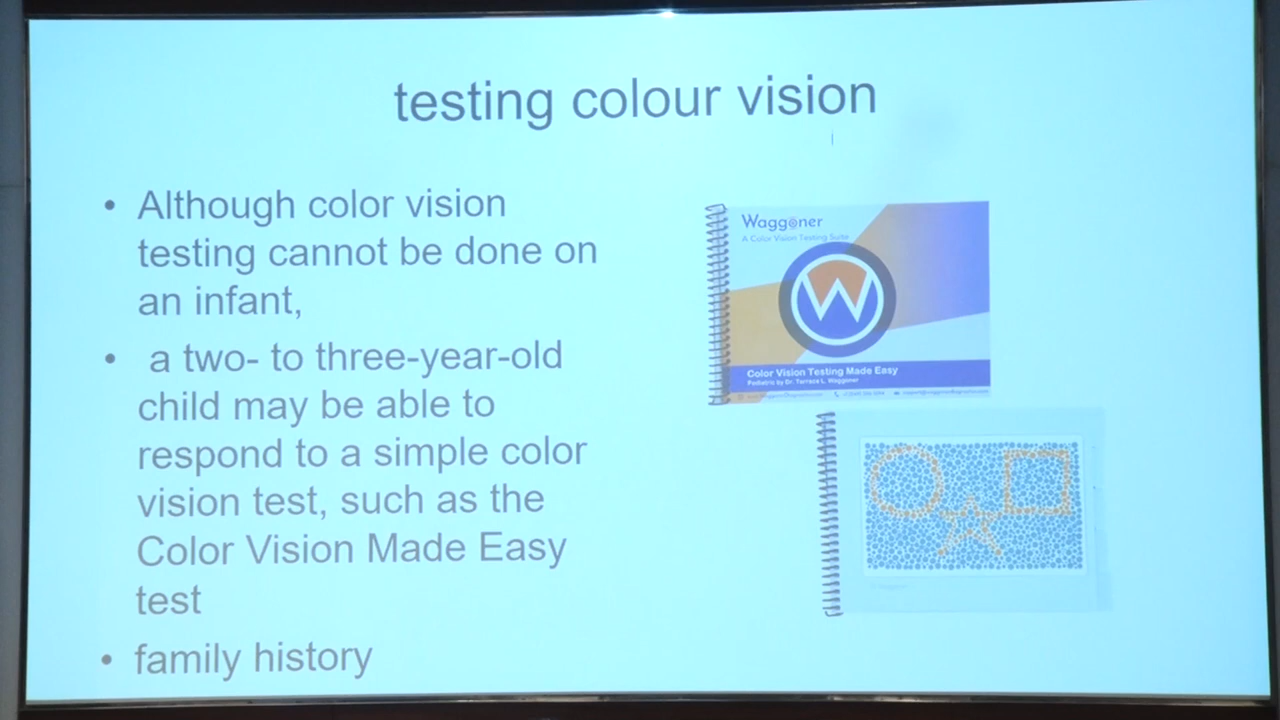 testing colour vision
• Although color vision
testing cannot be done on
an infant,
• a two- to three-year-old
child may be able to
respond to a simple color
vision test, such as the
Color Vision Made Easy
test
• family history
Waggoner
A Color Vision Testing Suite
W
Color Vision Testing Made Easy
Pediatric by Dr. Terrace L. Waggoner